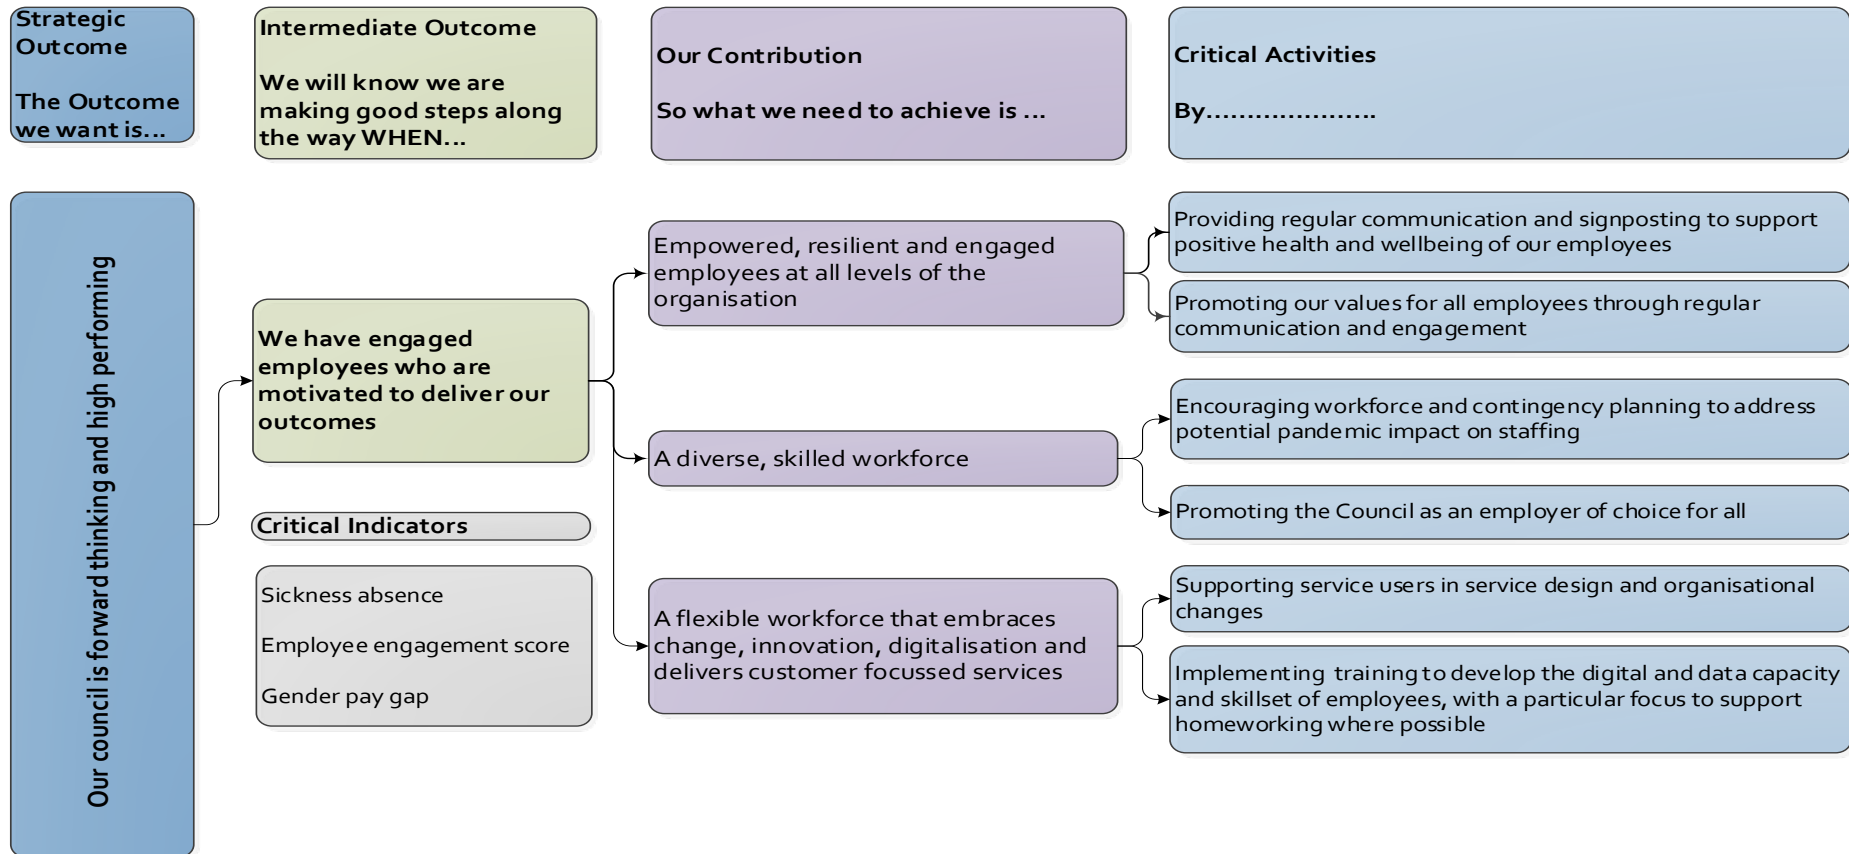 Strategic
Outcome
The Outcome
we want is...
Intermediate Outcome
We will know we are
making good steps along
the way WHEN...
Our Contribution
So what we need to achieve is ...
Critical Activities
By.....................
Our council is forward thinking and high performing
We have engaged
employees who are
motivated to deliver our
outcomes
Critical Indicators
Sickness absence
Employee engagement score
Gender pay gap
Empowered, resilient and engaged
employees at all levels of the
organisation
A diverse, skilled workforce
A flexible workforce that embraces
change, innovation, digitalisation and
delivers customer focussed services
Providing regular communication and signposting to support
positive health and wellbeing of our employees
Promoting our values for all employees through regular
communication and engagement
Encouraging workforce and contingency planning to address
potential pandemic impact on staffing
Promoting the Council as an employer of choice for all
Supporting service users in service design and organisational
changes
Implementing training to develop the digital and data capacity
and skillset of employees, with a particular focus to support
homeworking where possible